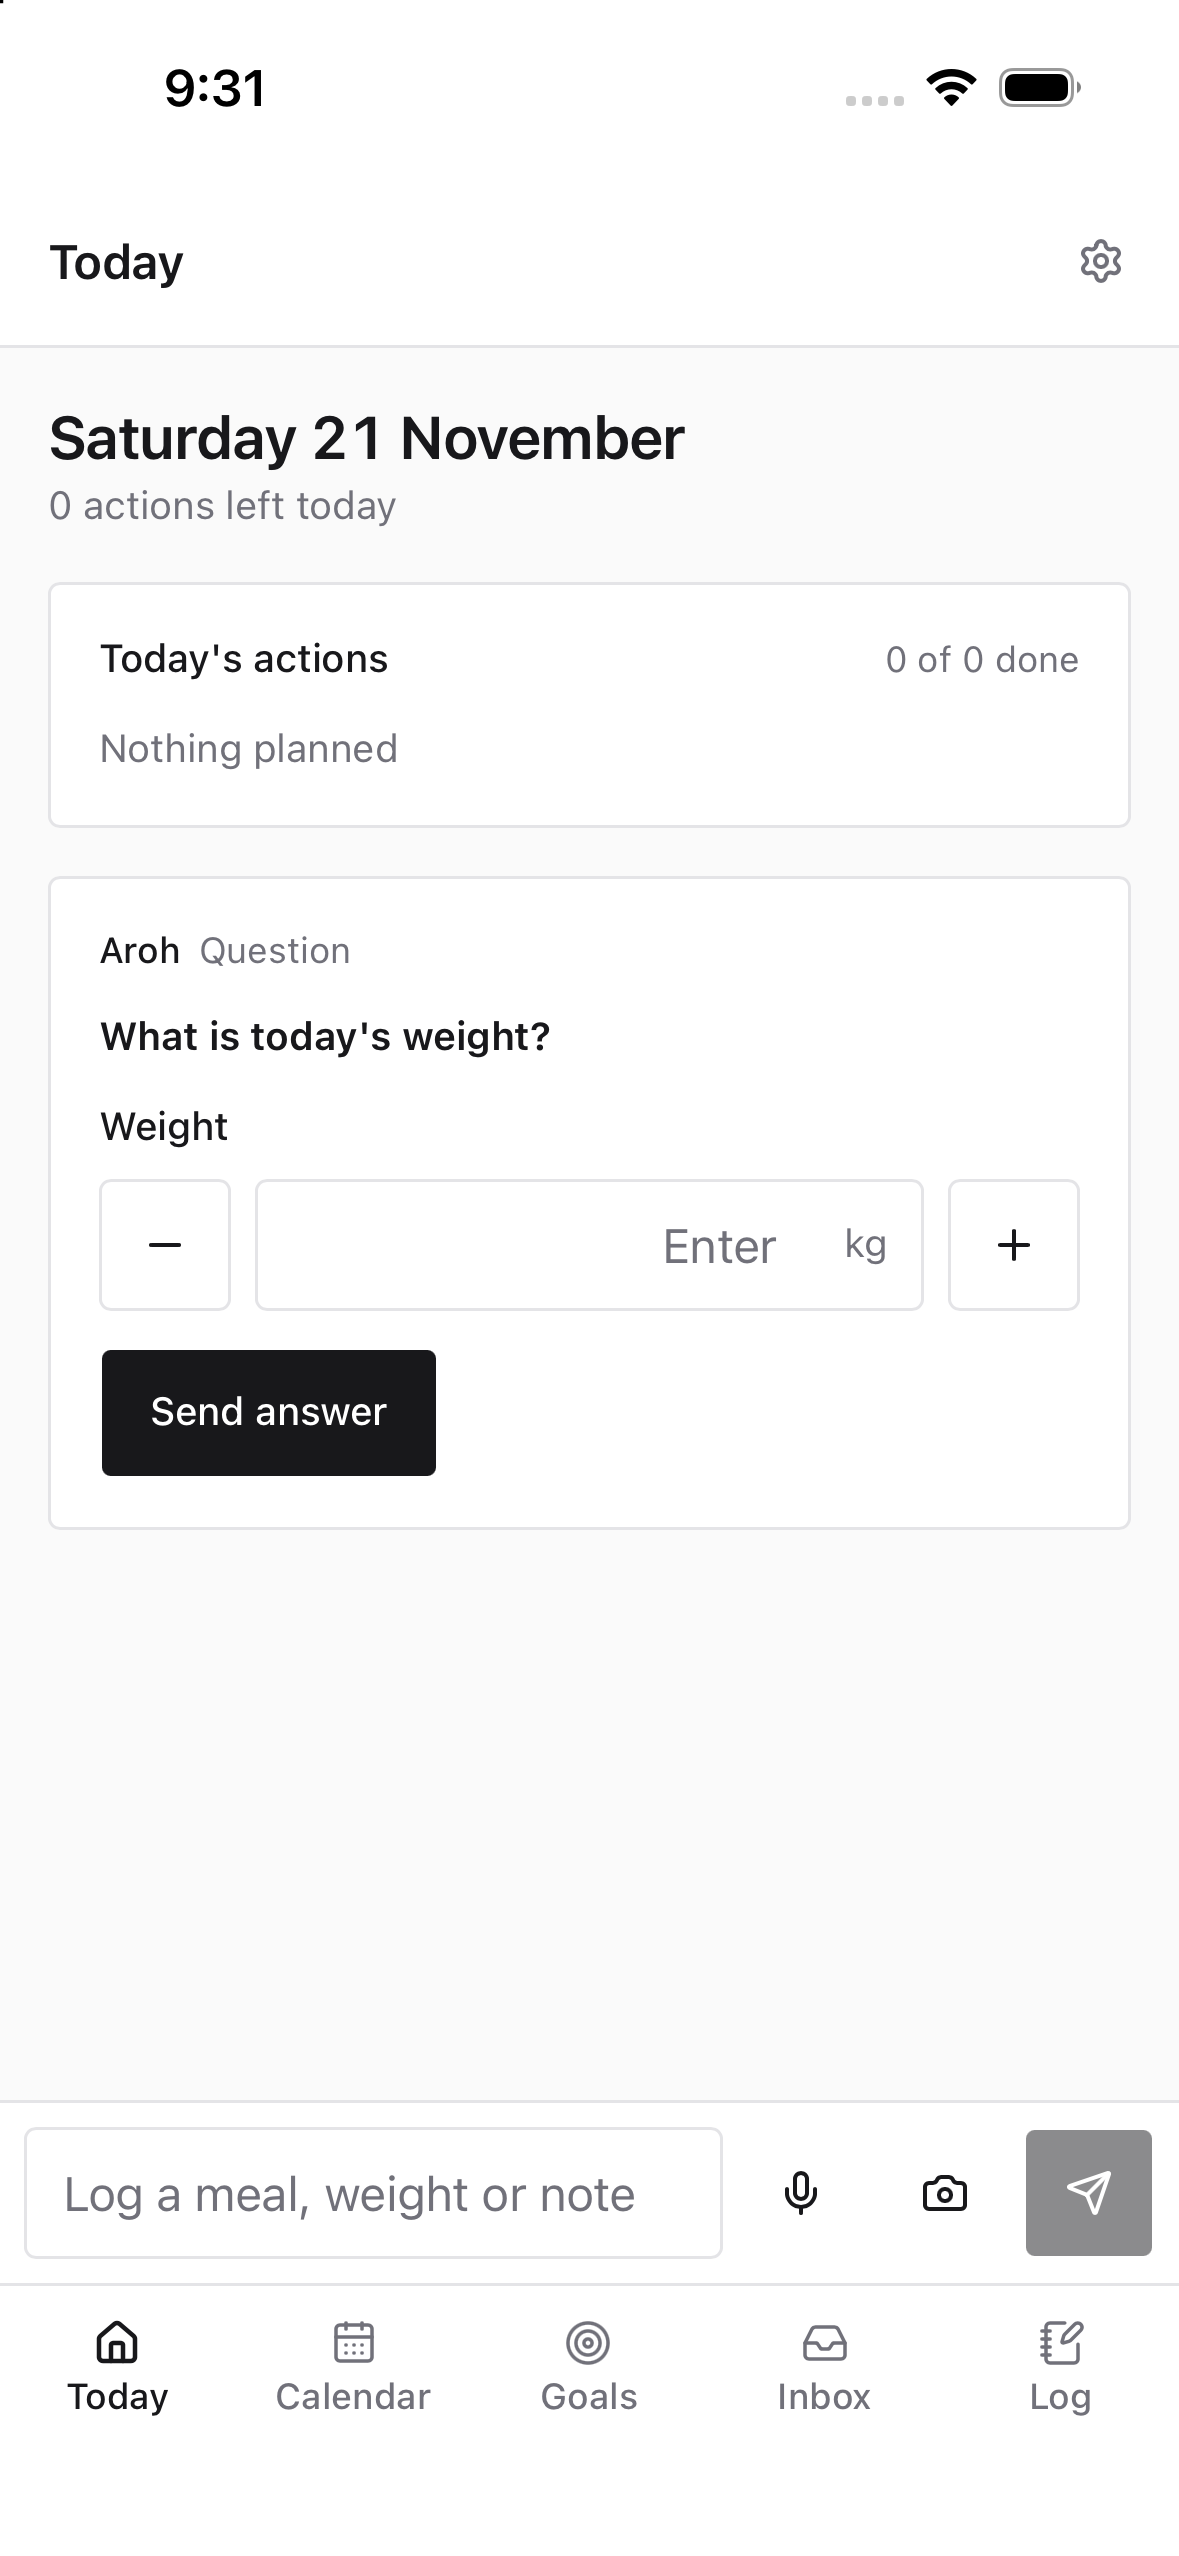 9:31
Today
Saturday 21 November
0 actions left today
Today's actions 0 of 0 done
Nothing planned
Aroh Question
What is today's weight?
Weight
Enter kg
Send answer
Log a meal, weight or note
Today Calendar Goals Inbox Log